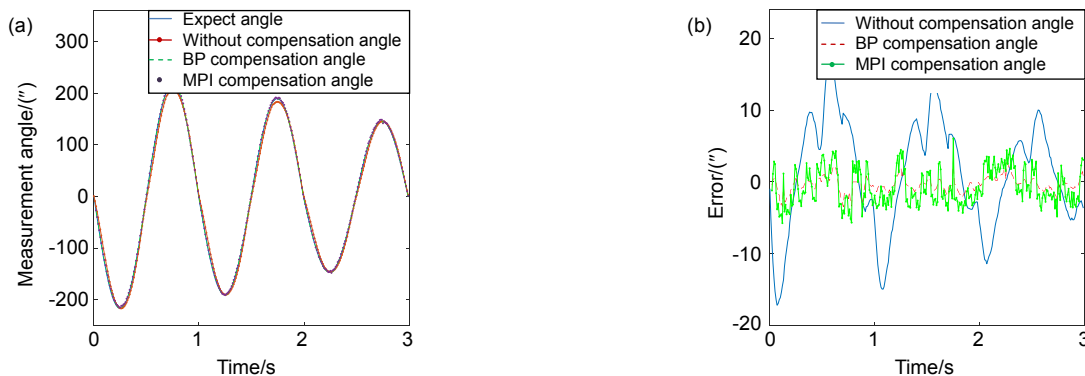 (a)
Expect angle
Without compensation angle
BP compensation angle
MPI compensation angle
Measurement angle/(″)
300
200
100
0
-100
-200
0
1
2
3
Time/s
(b)
Without compensation angle
BP compensation angle
MPI compensation angle
Error/(″)
20
10
0
-10
-20
0
1
2
3
Time/s